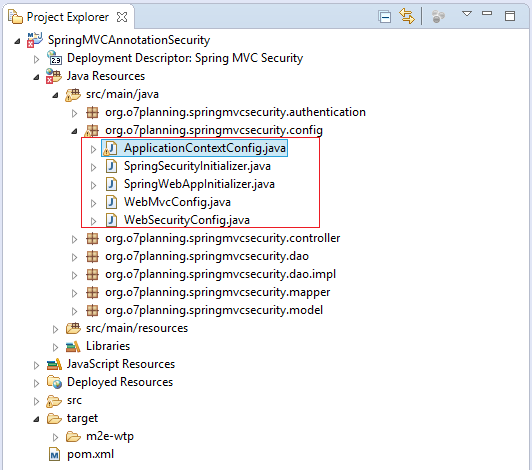 Project Explorer
SpringMVCAnnotationSecurity
Deployment Descriptor: Spring MVC Security
Java Resources
src/main/java
org.o7planning.springmvcsecurity.authentication
org.o7planning.springmvcsecurity.config
ApplicationContextConfig.java
SpringSecurityInitializer.java
SpringWebAppInitializer.java
WebMvcConfig.java
WebSecurityConfig.java
org.o7planning.springmvcsecurity.controller
org.o7planning.springmvcsecurity.dao
org.o7planning.springmvcsecurity.dao.impl
org.o7planning.springmvcsecurity.mapper
org.o7planning.springmvcsecurity.model
src/main/resources
Libraries
JavaScript Resources
Deployed Resources
src
target
m2e-wtp
pom.xml